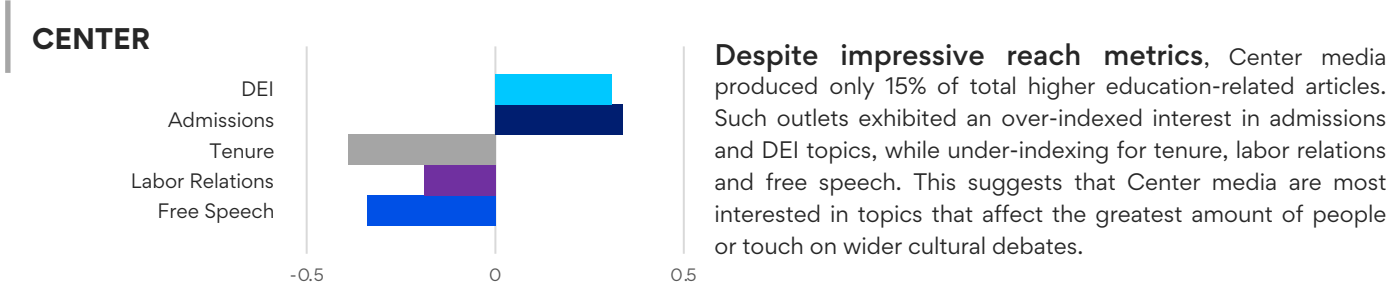 CENTER
DEI
Admissions
Tenure
Labor Relations
Free Speech
-0.5
0
0.5
Despite impressive reach metrics, Center media
produced only 15% of total higher education-related articles.
Such outlets exhibited an over-indexed interest in admissions
and DEI topics, while under-indexing for tenure, labor relations
and free speech. This suggests that Center media are most
interested in topics that affect the greatest amount of people
or touch on wider cultural debates.